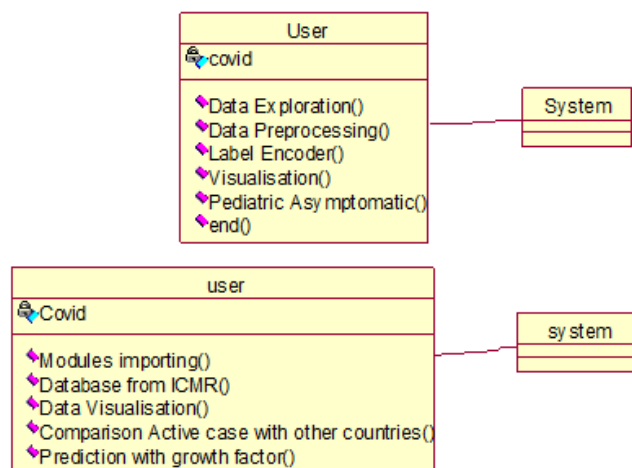 User
covid
Data Exploration()
Data Preprocessing()
Label Encoder()
Visualisation()
Pediatric Asymptomatic()
end()
System
user
Covid
Modules importing()
Database from ICMR()
Data Visualisation()
Comparison Active case with other countries()
Prediction with growth factor()
system